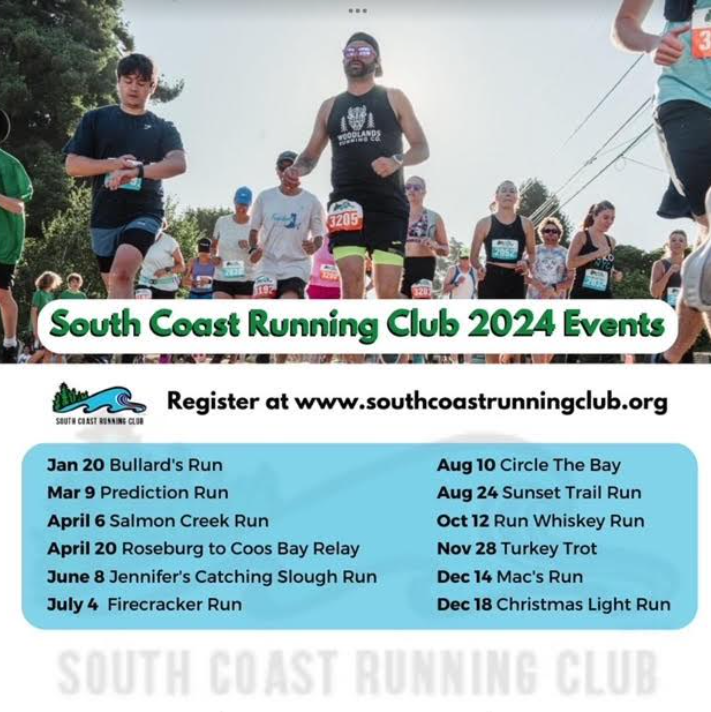 WOODLANDS
RUNNING CO.
3205
South Coast Running Club 2024 Events
SOUTH COAST RUNNING CLUB
Register at www.southcoastrunningclub.org
Jan 20 Bullard's Run
Mar 9 Prediction Run
April 6 Salmon Creek Run
April 20 Roseburg to Coos Bay Relay
June 8 Jennifer's Catching Slough Run
July 4 Firecracker Run
Aug 10 Circle The Bay
Aug 24 Sunset Trail Run
Oct 12 Run Whiskey Run
Nov 28 Turkey Trot
Dec 14 Mac's Run
Dec 18 Christmas Light Run
SOUTH COAST RUNNING CLUB